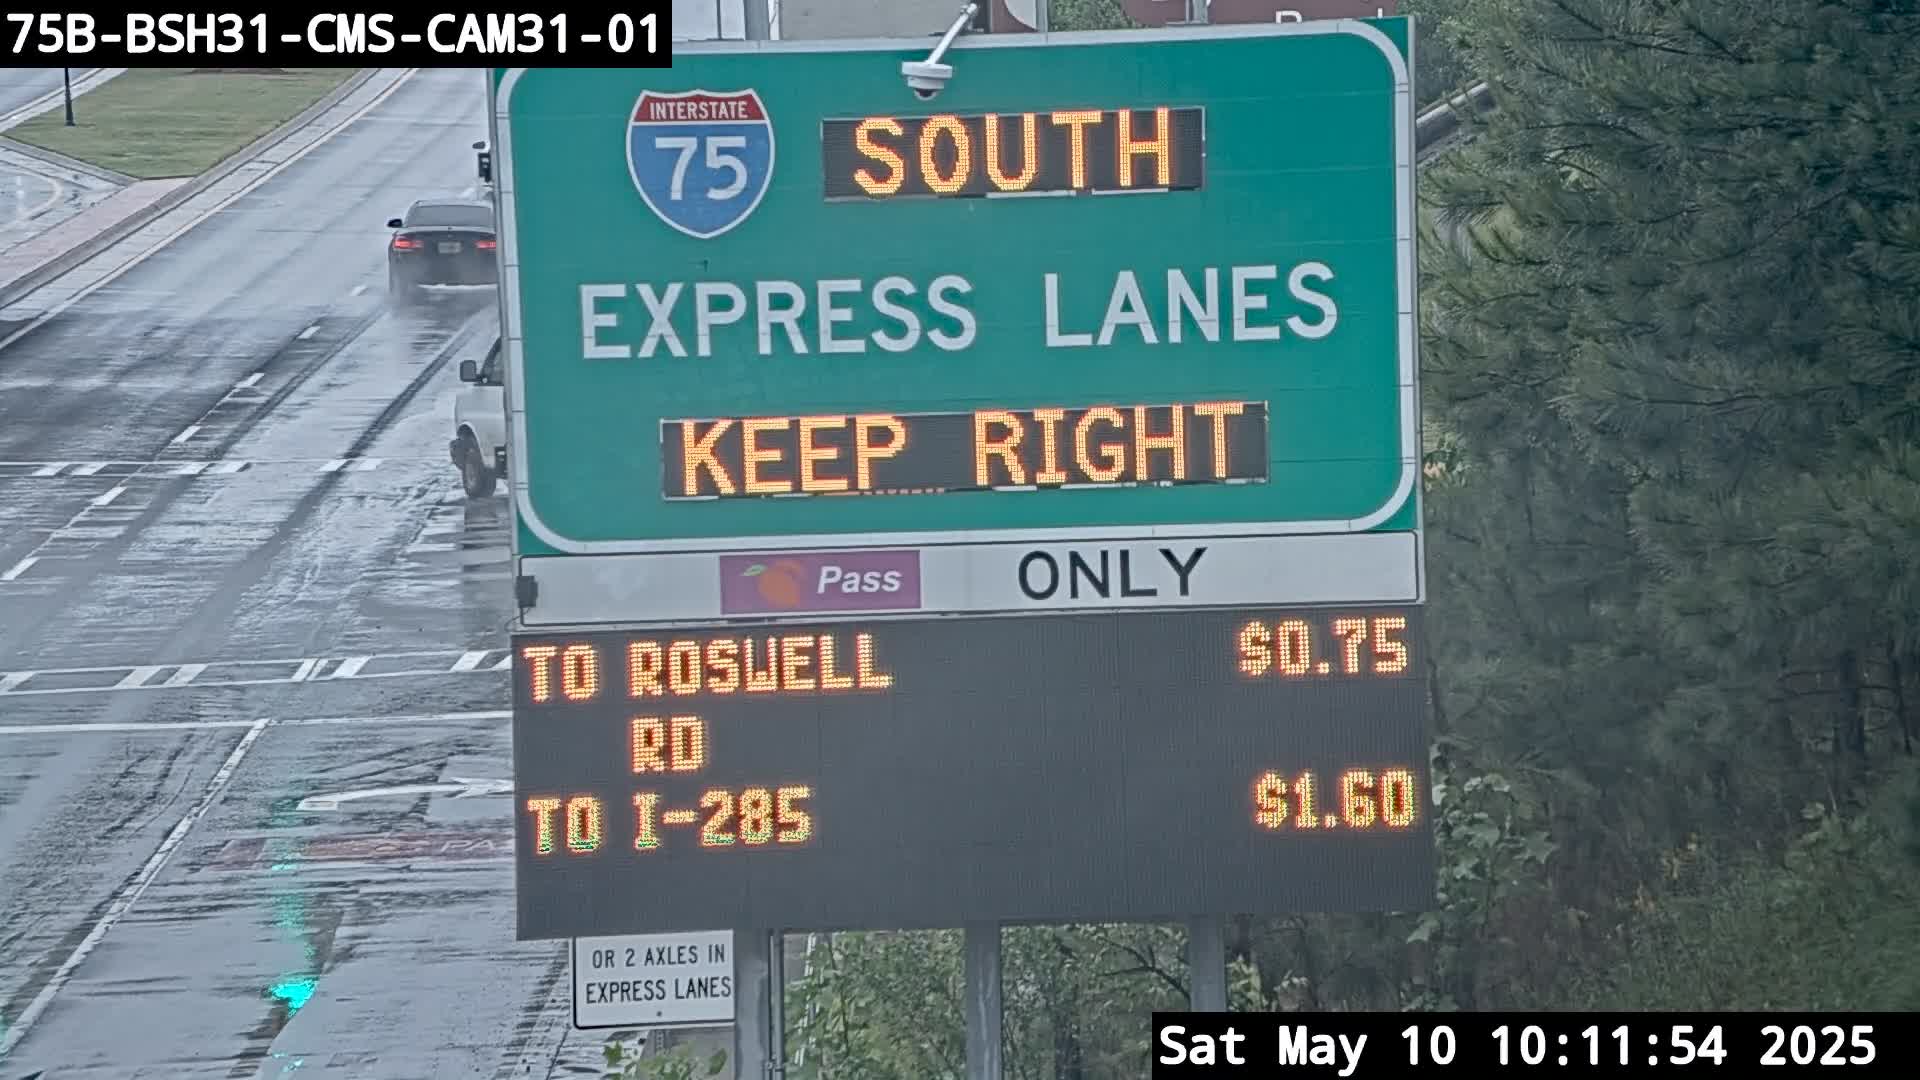 75B-BSH31-CMS-CAM31-01
INTERSTATE
75
SOUTH
EXPRESS LANES
KEEP RIGHT
Pass ONLY
TO ROSWELL $0.75
RD
TO I-285 $1.60
OR 2 AXLES IN
EXPRESS LANES
Sat May 10 10:11:54 2025